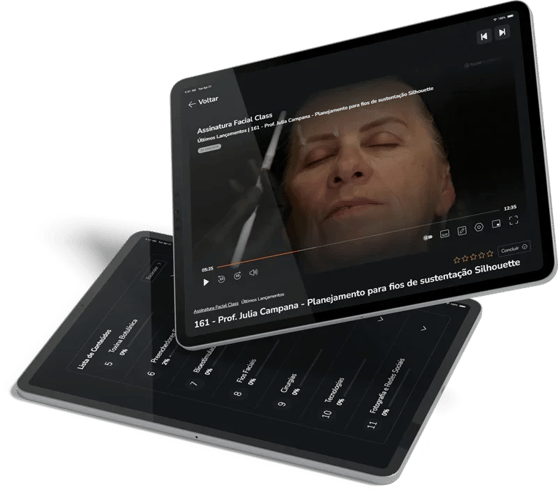 Voltar
Assinatura Facial Class
Últimos Lançamentos | 161 - Prof. Julia Campana - Planejamento para fios de sustentação Silhouette
05:25
12:35
Concluir
Assinatura Facial Class Últimos Lançamentos
161 - Prof. Julia Campana - Planejamento para fios de sustentação Silhouette
Lista de Conteúdos
5 Toxina Botulínica
0%
6
2%
7
0%
8 Fios Faciais
0%
9 Cirurgias
0%
10 Tecnologias
0%
11 Fotografia e Redes Sociais
0%